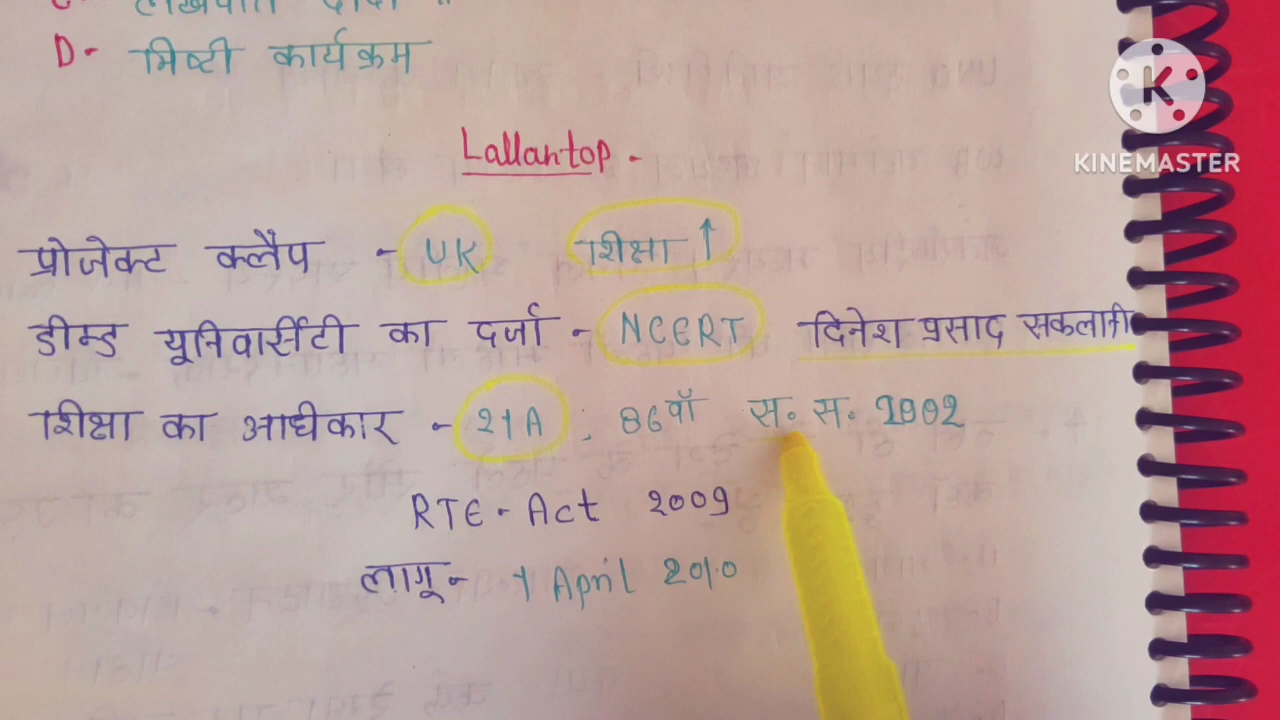 D- मिष्टी कार्यक्रम
K
KINEMASTER
Lallantop -
प्रोजेक्ट क्लैप - UK शिक्षा ↑
डीम्ड यूनिवर्सिटी का दर्जा - NCERT दिनेश प्रसाद सकलानी
शिक्षा का अधिकार - 21A ; 86वाँ स. स. 2002
RTE - Act 2009
लागू - 1 April 2010